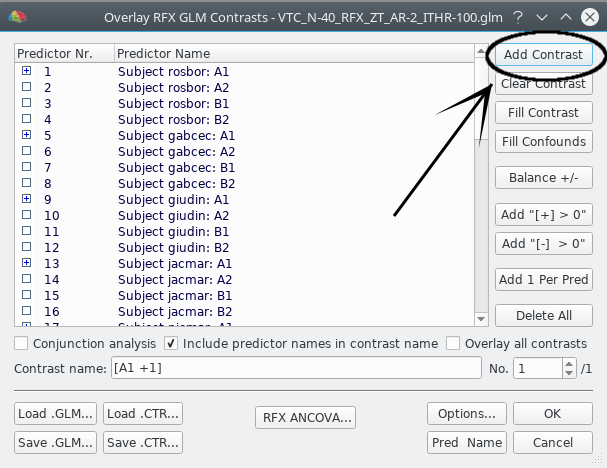 Overlay RFX GLM Contrasts - VTC_N-40_RFX_ZT_AR-2_ITHR-100.glm
Predictor Nr. Predictor Name
1 Subject rosbor: A1
2 Subject rosbor: A2
3 Subject rosbor: B1
4 Subject rosbor: B2
5 Subject gabcec: A1
6 Subject gabcec: A2
7 Subject gabcec: B1
8 Subject gabcec: B2
9 Subject giudin: A1
10 Subject giudin: A2
11 Subject giudin: B1
12 Subject giudin: B2
13 Subject jacmar: A1
14 Subject jacmar: A2
15 Subject jacmar: B1
16 Subject jacmar: B2
Add Contrast
Clear Contrast
Fill Contrast
Fill Confounds
Balance +/-
Add "[+] > 0"
Add "[-] > 0"
Add 1 Per Pred
Delete All
Conjunction analysis Include predictor names in contrast name Overlay all contrasts
Contrast name: [A1 +1] No. 1 /1
Load .GLM... Load .CTR... RFX ANCOVA... Options... OK
Save .GLM... Save .CTR... Pred Name Cancel